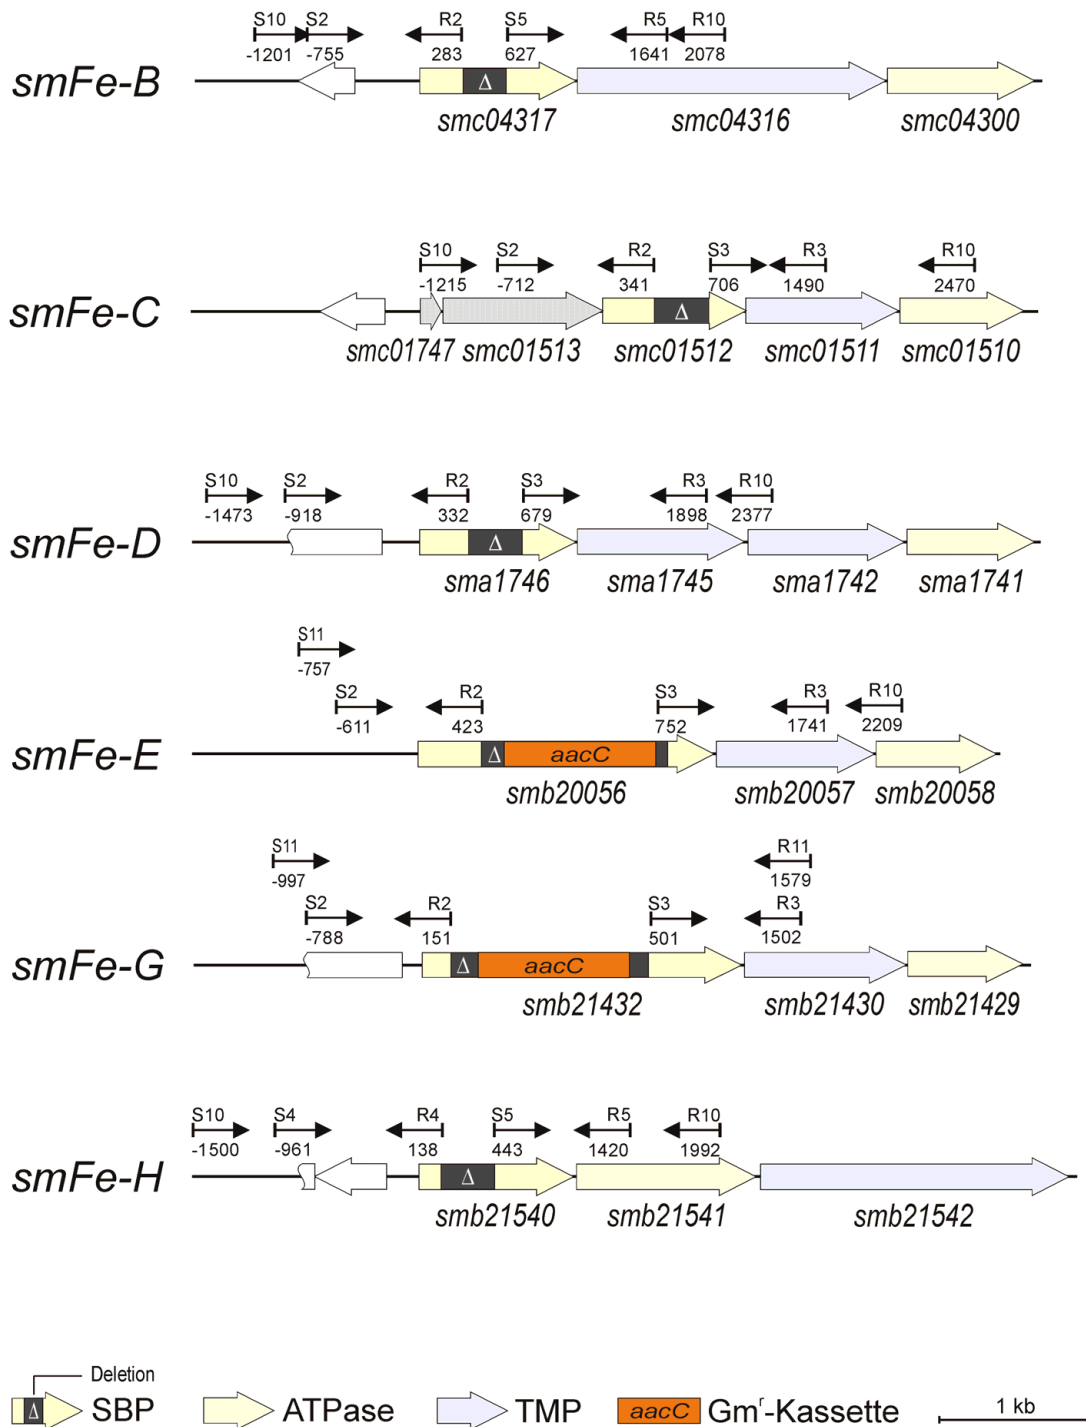 S10 S2 R2 S5 R5 R10
-1201 -755 283 627 1641 2078
smFe-B
Δ
smc04317 smc04316 smc04300
S10 S2 R2 S3 R3 R10
-1215 -712 341 706 1490 2470
smFe-C
Δ
smc01747 smc01513 smc01512 smc01511 smc01510
S10 S2 R2 S3 R3 R10
-1473 -918 332 679 1898 2377
smFe-D
Δ
sma1746 sma1745 sma1742 sma1741
S11
-757
S2 R2 S3 R3 R10
-611 423 752 1741 2209
smFe-E
Δ aacC
smb20056 smb20057 smb20058
S11 R11
-997 1579
S2 R2 S3 R3
-788 151 501 1502
smFe-G
Δ aacC
smb21432 smb21430 smb21429
S10 S4 R4 S5 R5 R10
-1500 -961 138 443 1420 1992
smFe-H
Δ
smb21540 smb21541 smb21542
Deletion
Δ SBP ATPase TMP aacC Gmʳ-Kassette 1 kb